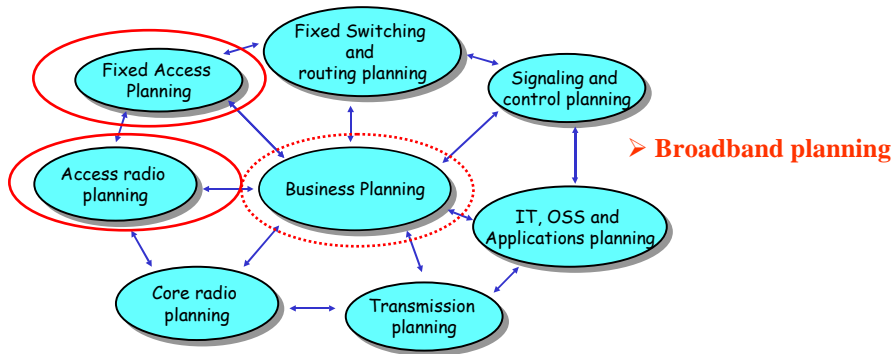 Fixed Switching
and
routing planning
Fixed Access
Planning
Signaling and
control planning
➢ Broadband planning
Access radio
planning
Business Planning
IT, OSS and
Applications planning
Core radio
planning
Transmission
planning